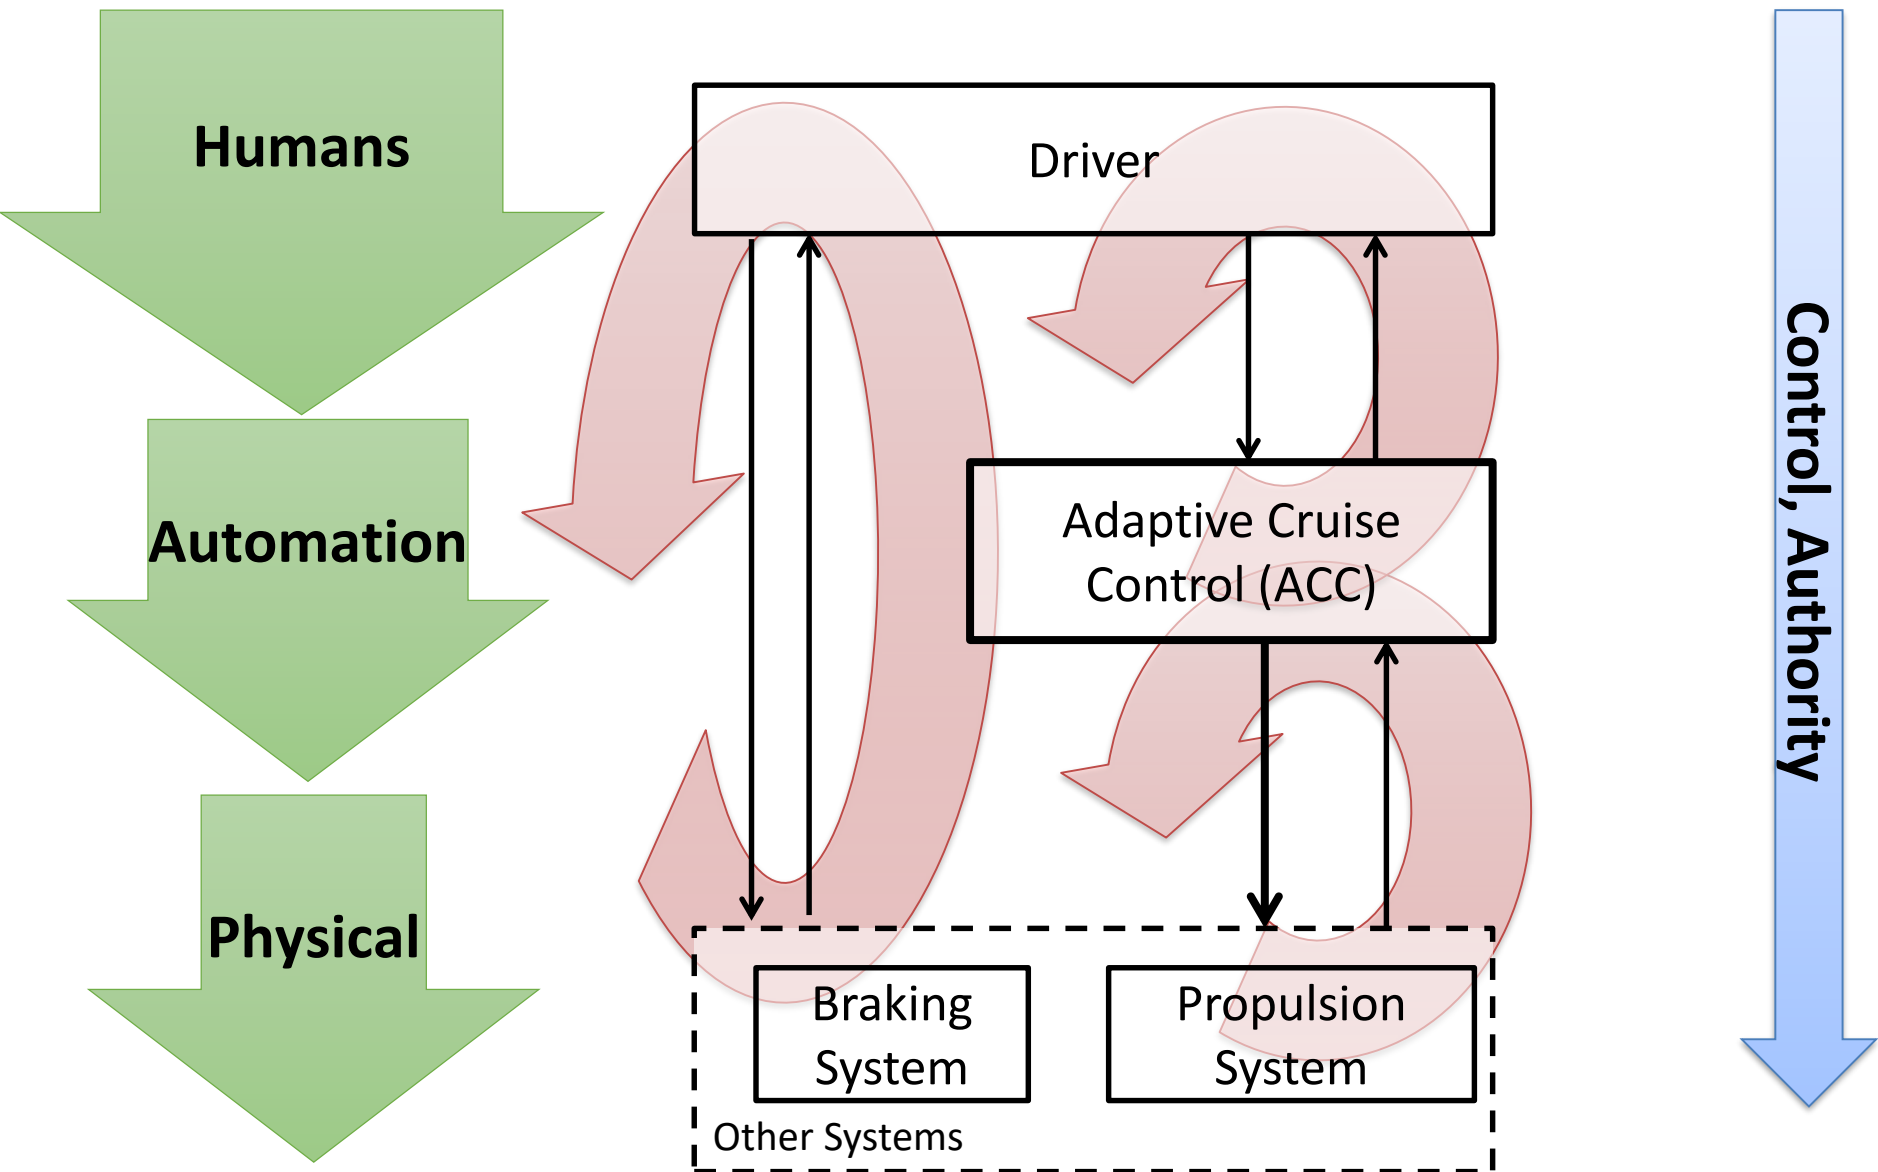 Humans
Driver
Automation
Adaptive Cruise
Control (ACC)
Control, Authority
Physical
Braking
System
Propulsion
System
Other Systems